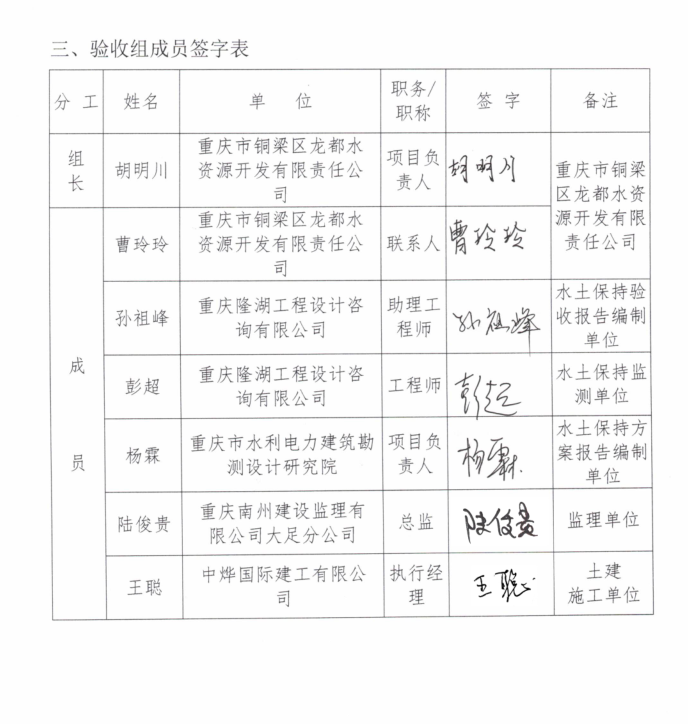 三、验收组成员签字表
分 工 姓名 单 位 职务/ 签 字 备注
职称
组 长 胡明川 重庆市铜梁区龙都水 项目负 胡明川 重庆市铜梁
资源开发有限责任公 责人 区龙都水资
司 源开发有限
责任公司
成 员
曹玲玲 重庆市铜梁区龙都水 联系人 曹玲玲
资源开发有限责任公
司
孙祖峰 重庆隆湖工程设计咨 助理工 孙祖峰 水土保持验
询有限公司 程师 收报告编制
单位
彭超 重庆隆湖工程设计咨 工程师 彭超 水土保持监
询有限公司 测单位
杨霖 重庆市水利电力建筑勘 项目负 杨霖 水土保持方
测设计研究院 责人 案报告编制
单位
陆俊贵 重庆南州建设监理有 总监 陆俊贵 监理单位
限公司大足分公司
王聪 中烨国际建工有限公 执行经 王聪 土建
司 理 施工单位